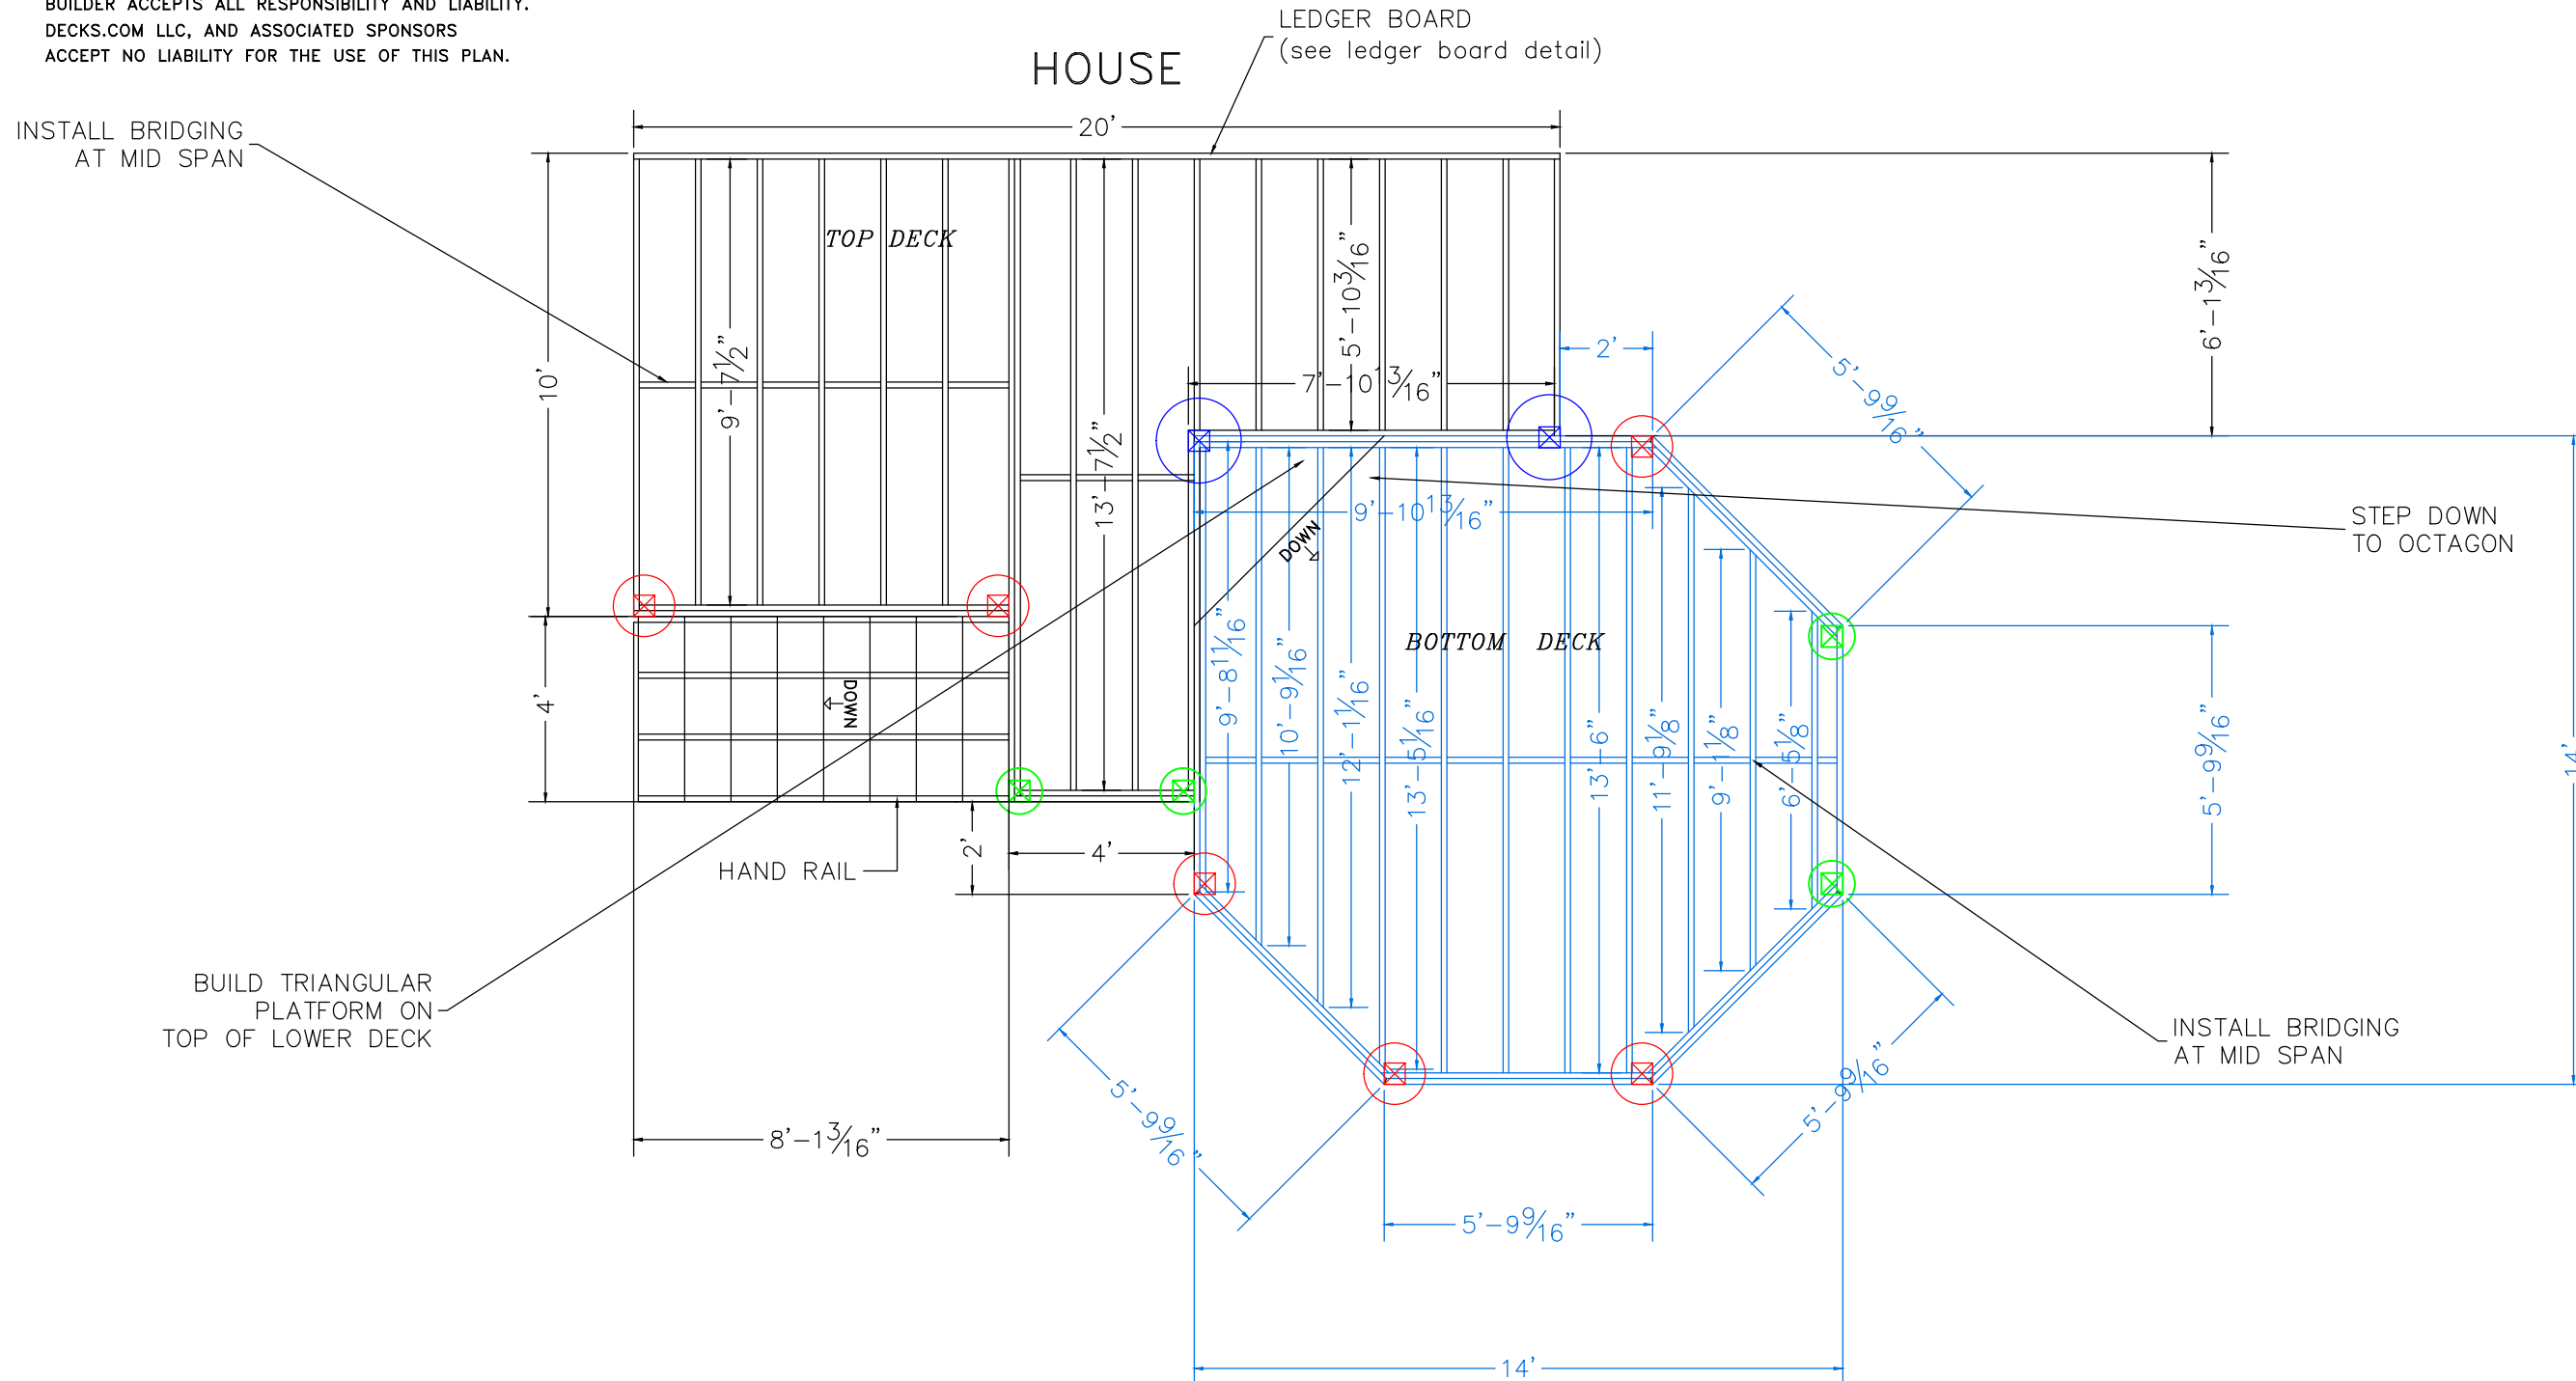 BUILDER ACCEPTS ALL RESPONSIBILITY AND LIABILITY.
DECKS.COM LLC, AND ASSOCIATED SPONSORS
ACCEPT NO LIABILITY FOR THE USE OF THIS PLAN.
LEDGER BOARD
(see ledger board detail)
HOUSE
INSTALL BRIDGING
AT MID SPAN
20'
TOP DECK
10'
9'-7½"
13'-7½"
5'-10³⁄₁₆"
7'-10¹³⁄₁₆"
2'
6'-1³⁄₁₆"
5'-9⁹⁄₁₆"
9'-10¹³⁄₁₆"
STEP DOWN
TO OCTAGON
DOWN
BOTTOM DECK
9'-8¹¹⁄₁₆"
10'-9¹⁄₁₆"
12'-1¹⁄₁₆"
13'-5¹⁄₁₆"
13'-6"
11'-9⅛"
9'-1⅛"
6'-5⅛"
5'-9⁹⁄₁₆"
14'
4'
DOWN
HAND RAIL
2'
4'
BUILD TRIANGULAR
PLATFORM ON
TOP OF LOWER DECK
INSTALL BRIDGING
AT MID SPAN
8'-1³⁄₁₆"
5'-9⁹⁄₁₆"
5'-9⁹⁄₁₆"
5'-9⁹⁄₁₆"
14'